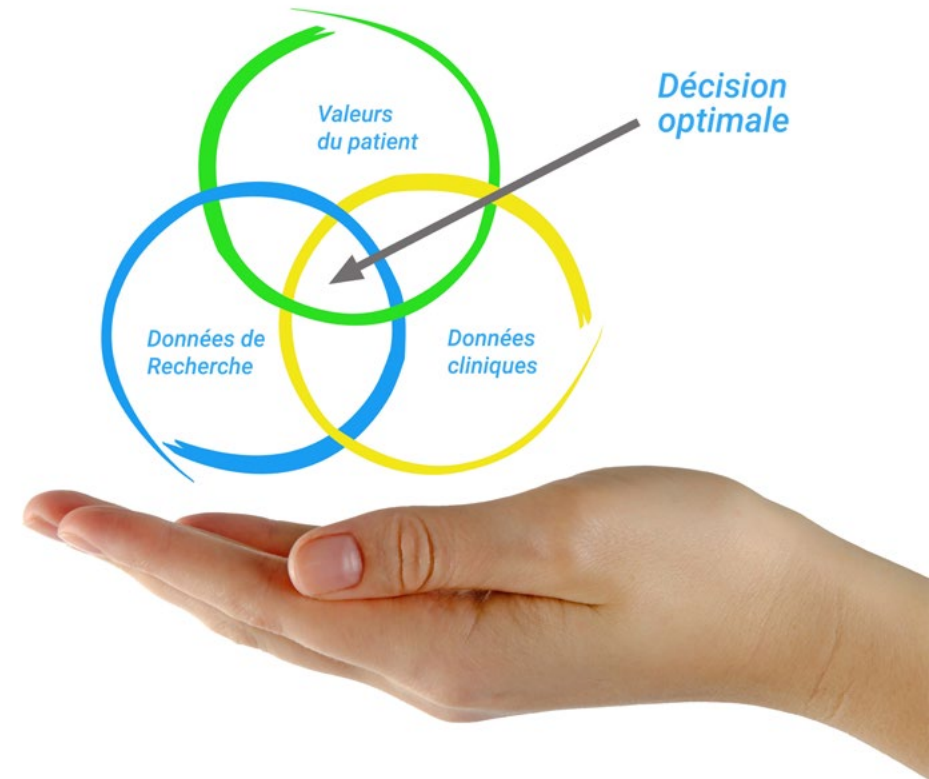 Valeurs
du patient
Décision
optimale
Données de
Recherche
Données
cliniques